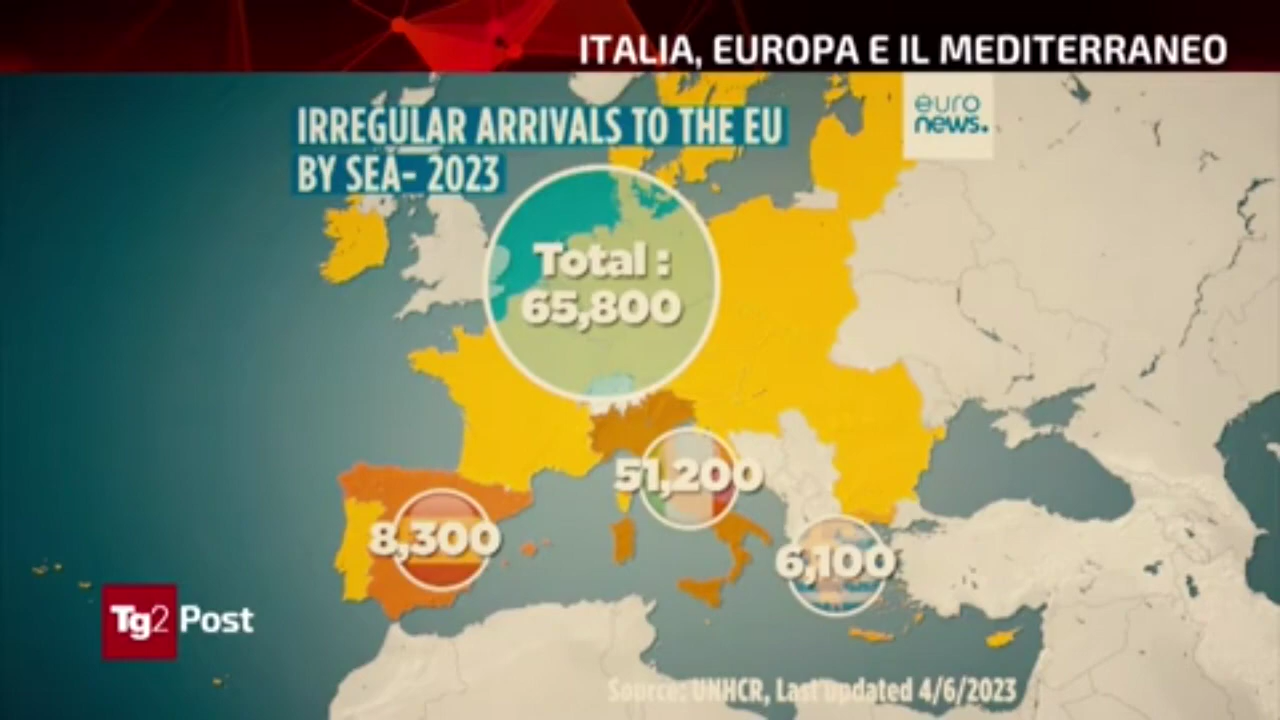 ITALIA, EUROPA E IL MEDITERRANEO
euro
news.
IRREGULAR ARRIVALS TO THE EU
BY SEA- 2023
Total :
65,800
51,200
8,300
6,100
Tg2 Post
Source: UNHCR, Last updated 4/6/2023